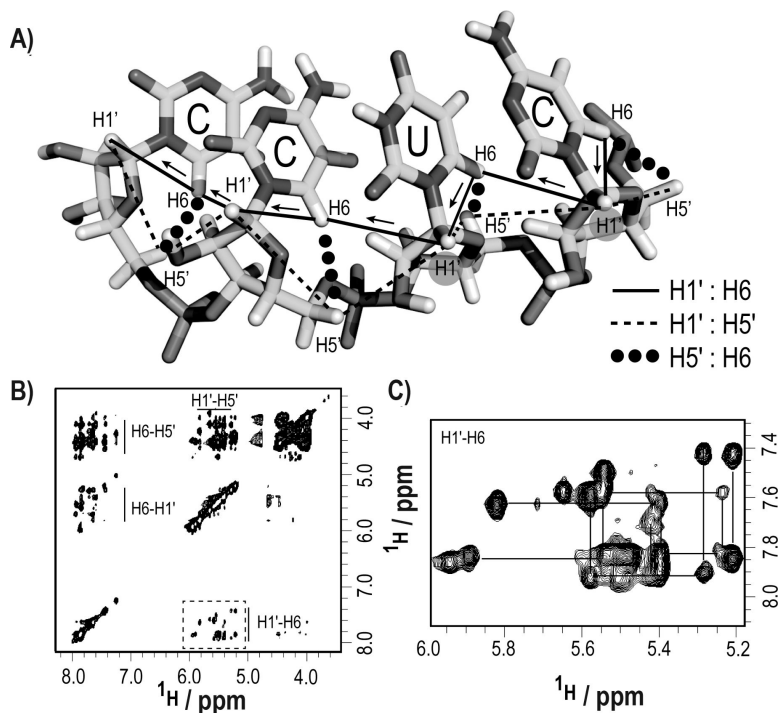 A)
C
C
U
C
H1'
H6
H1'
H6
H6
H6
H5'
H5'
H1'
H1'
H5'
H5'
H1' : H6
H1' : H5'
H5' : H6
B)
H1'-H5'
H6-H5'
H6-H1'
H1'-H6
4.0
5.0
6.0
7.0
8.0
¹H / ppm
8.0 7.0 6.0 5.0 4.0
¹H / ppm
C)
H1'-H6
7.4
7.6
7.8
8.0
¹H / ppm
6.0 5.8 5.6 5.4 5.2
¹H / ppm